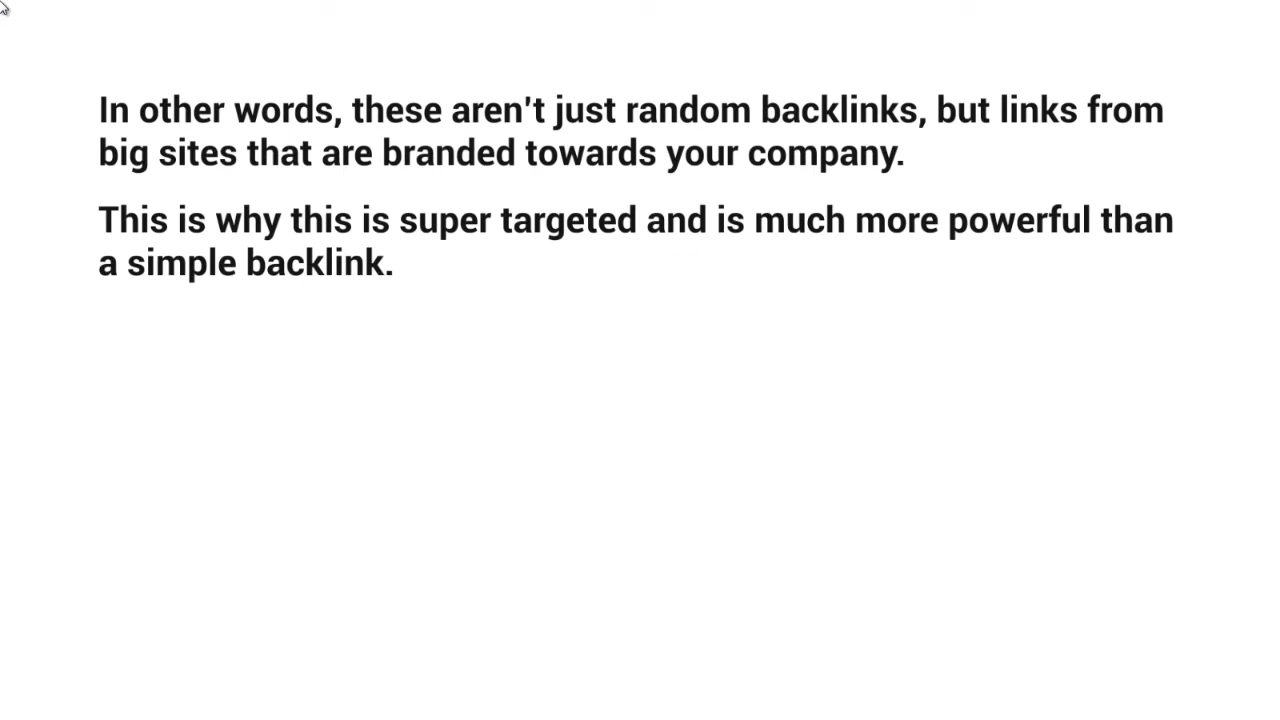 In other words, these aren't just random backlinks, but links from
big sites that are branded towards your company.
This is why this is super targeted and is much more powerful than
a simple backlink.